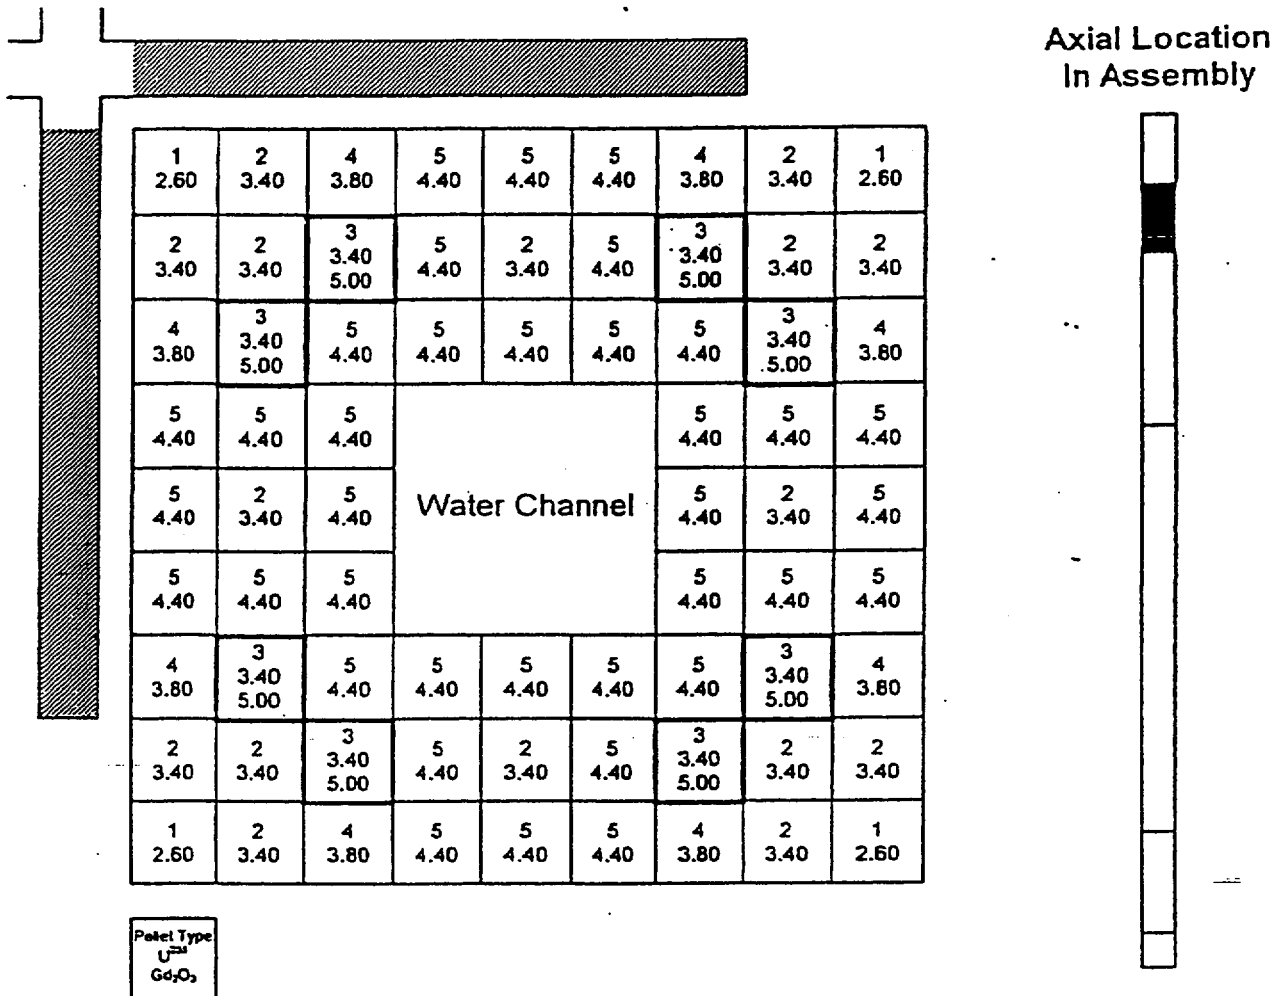 Axial Location
In Assembly
1 2 4 5 5 5 4 2 1
2.60 3.40 3.80 4.40 4.40 4.40 3.80 3.40 2.60
2 2 3 5 2 5 3 2 2
3.40 3.40 3.40 4.40 3.40 4.40 3.40 3.40 3.40
5.00 5.00
4 3 5 5 5 5 5 3 4
3.80 3.40 4.40 4.40 4.40 4.40 4.40 3.40 3.80
5.00 5.00
5 5 5 5 5 5
4.40 4.40 4.40 4.40 4.40 4.40
5 2 5 Water Channel 5 2 5
4.40 3.40 4.40 4.40 3.40 4.40
5 5 5 5 5 5
4.40 4.40 4.40 4.40 4.40 4.40
4 3 5 5 5 5 5 3 4
3.80 3.40 4.40 4.40 4.40 4.40 4.40 3.40 3.80
5.00 5.00
2 2 3 5 2 5 3 2 2
3.40 3.40 3.40 4.40 3.40 4.40 3.40 3.40 3.40
5.00 5.00
1 2 4 5 5 5 4 2 1
2.60 3.40 3.80 4.40 4.40 4.40 3.80 3.40 2.60
Pellet Type
Gd₂O₃